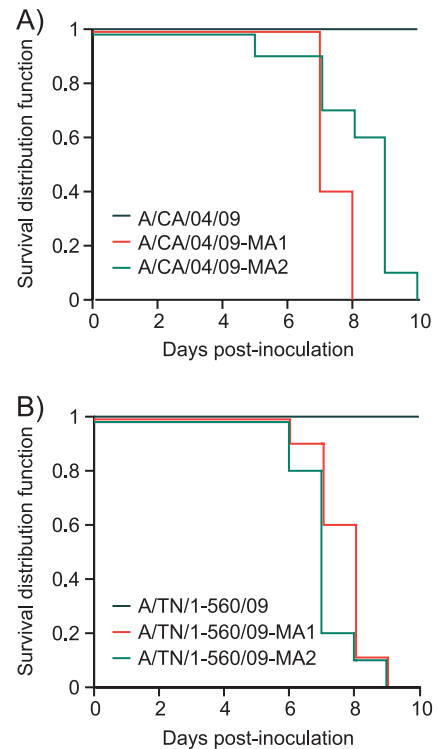 A)
Survival distribution function
1
0.8
0.6
0.4
0.2
0
A/CA/04/09
A/CA/04/09-MA1
A/CA/04/09-MA2
0 2 4 6 8 10
Days post-inoculation
B)
Survival distribution function
1
0.8
0.6
0.4
0.2
0
A/TN/1-560/09
A/TN/1-560/09-MA1
A/TN/1-560/09-MA2
0 2 4 6 8 10
Days post-inoculation